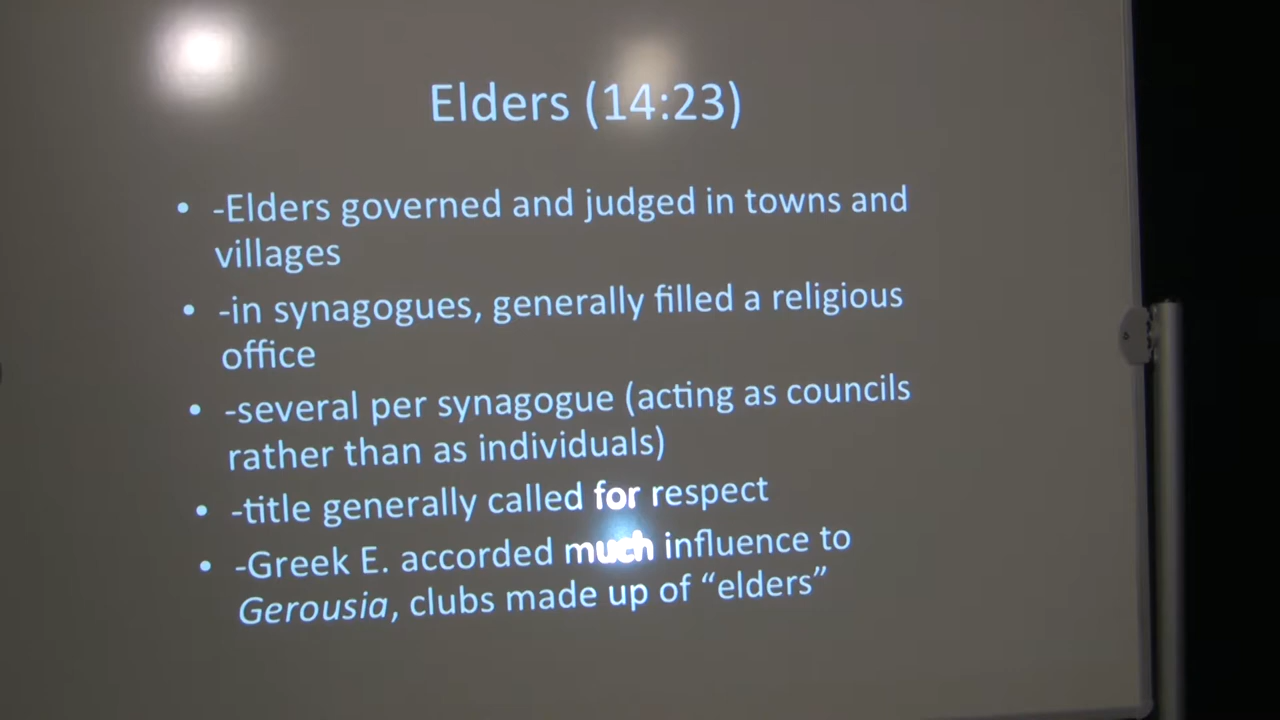 Elders (14:23)
• -Elders governed and judged in towns and
villages
• -in synagogues, generally filled a religious
office
• -several per synagogue (acting as councils
rather than as individuals)
• -title generally called for respect
• -Greek E. accorded much influence to
Gerousia, clubs made up of “elders”